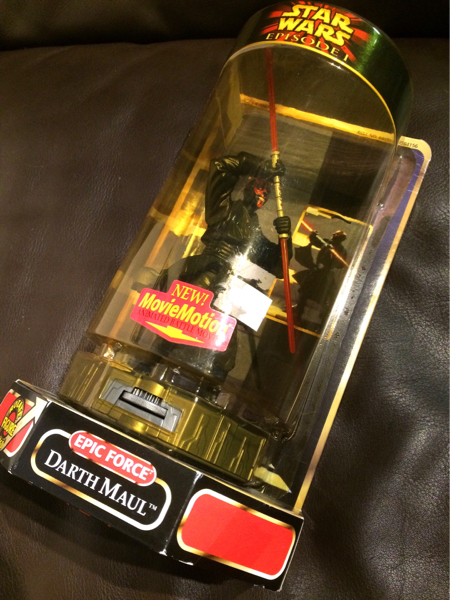 STAR
WARS
EPISODE I
NEW!
MovieMotion
EPIC FORCE
DARTH MAUL™